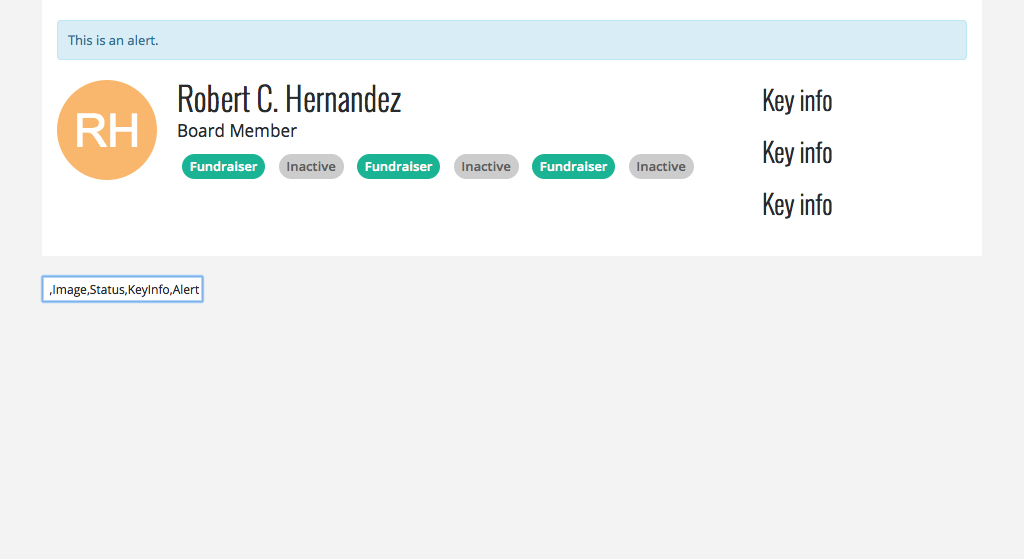 This is an alert.
RH
Robert C. Hernandez
Board Member
Fundraiser Inactive Fundraiser Inactive Fundraiser Inactive
Key info
Key info
Key info
,Image,Status,KeyInfo,Alert